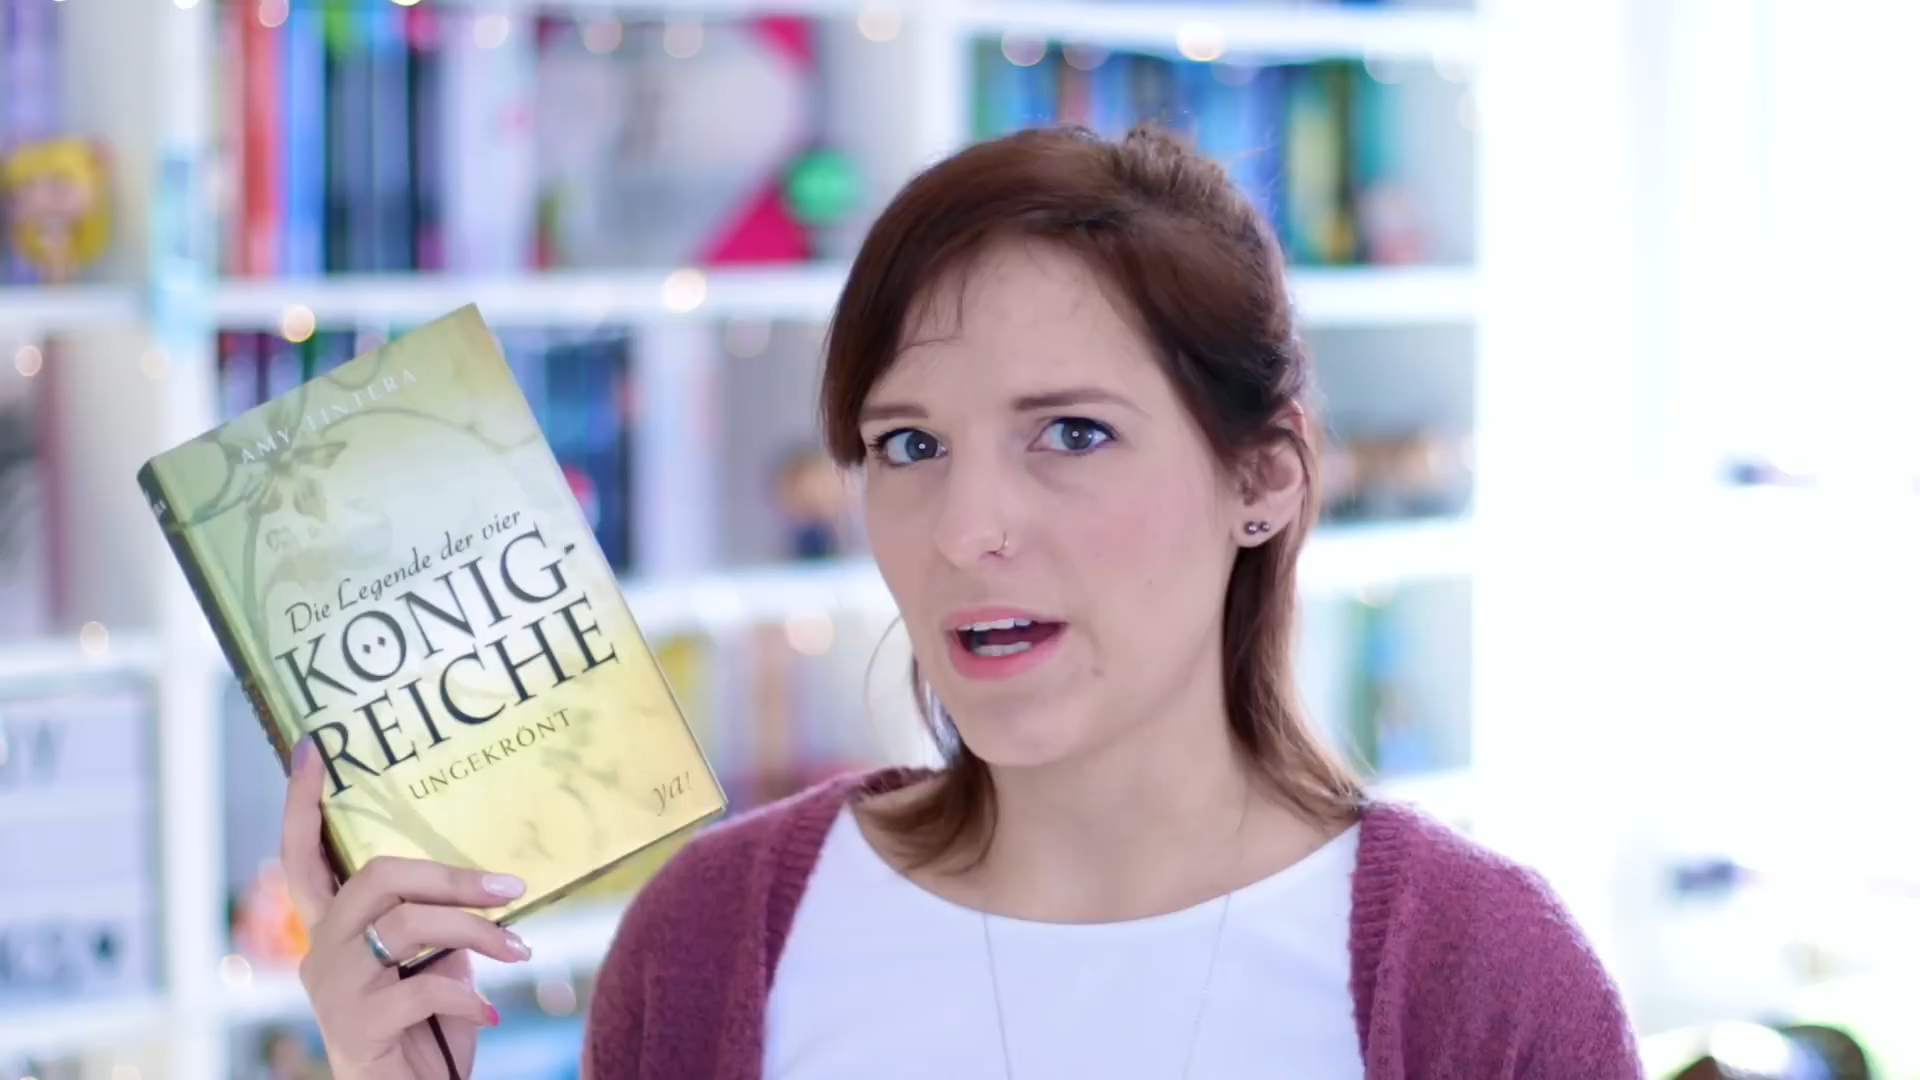 AMY TINTERA
Die Legende der vier
KÖNIG-
REICHE
UNGEKRÖNT
ya!